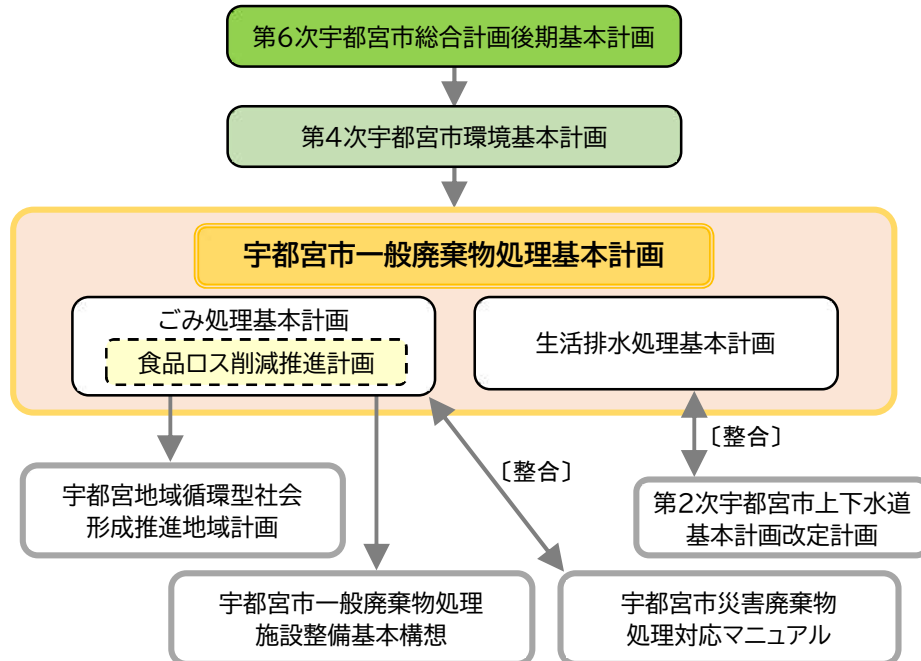 第6次宇都宮市総合計画後期基本計画
第4次宇都宮市環境基本計画
宇都宮市一般廃棄物処理基本計画
ごみ処理基本計画
食品ロス削減推進計画
生活排水処理基本計画
〔整合〕
〔整合〕
宇都宮地域循環型社会
形成推進地域計画
第2次宇都宮市上下水道
基本計画改定計画
宇都宮市一般廃棄物処理
施設整備基本構想
宇都宮市災害廃棄物
処理対応マニュアル